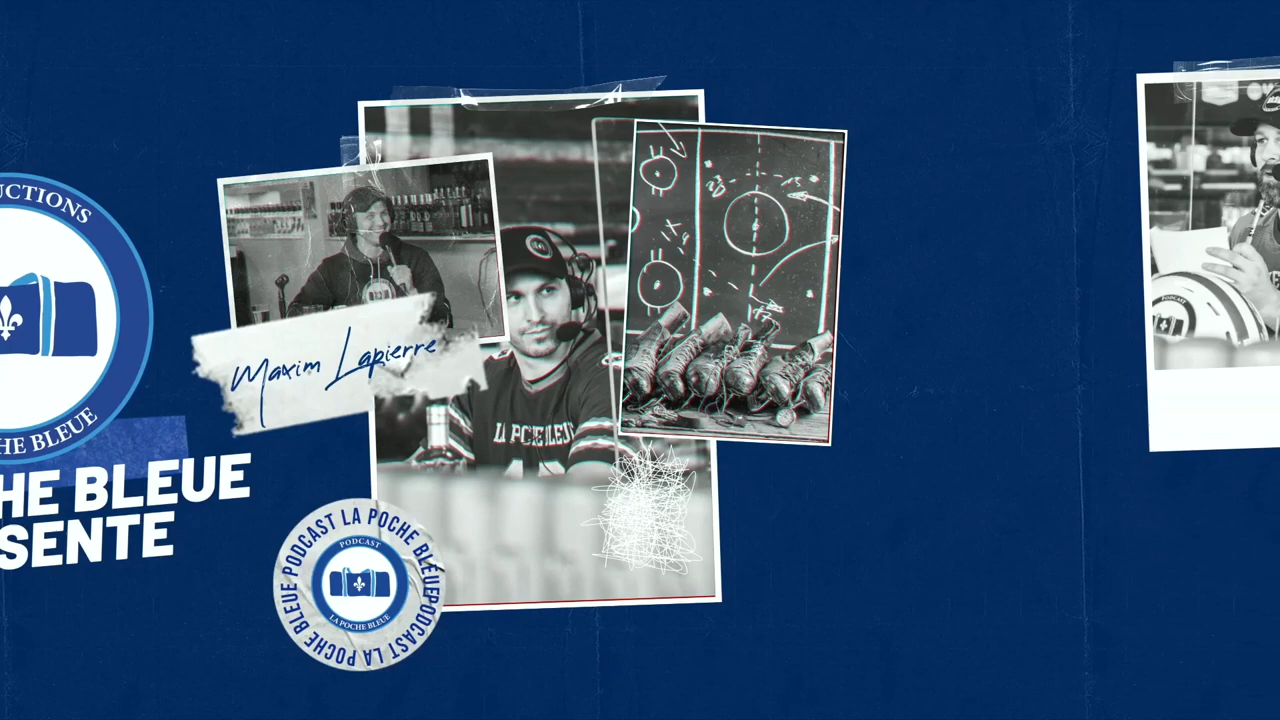 UCTIONS
HE BLEUE
HE BLEUE
SENTE
Maxim Lapierre
LA POCHE BLEUE
PODCAST LA POCHE BLEUE PODCAST LA POCHE BLEUE
PODCAST
LA POCHE BLEUE
PODCAST